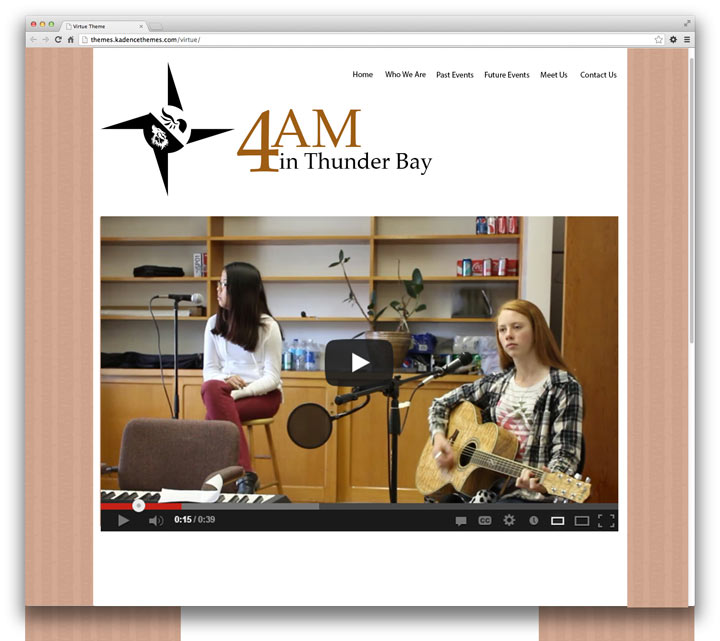 Virtue Theme
themes.kadencethemes.com/virtue/
Home Who We Are Past Events Future Events Meet Us Contact Us
4AM
in Thunder Bay
0:15 / 0:39
CC